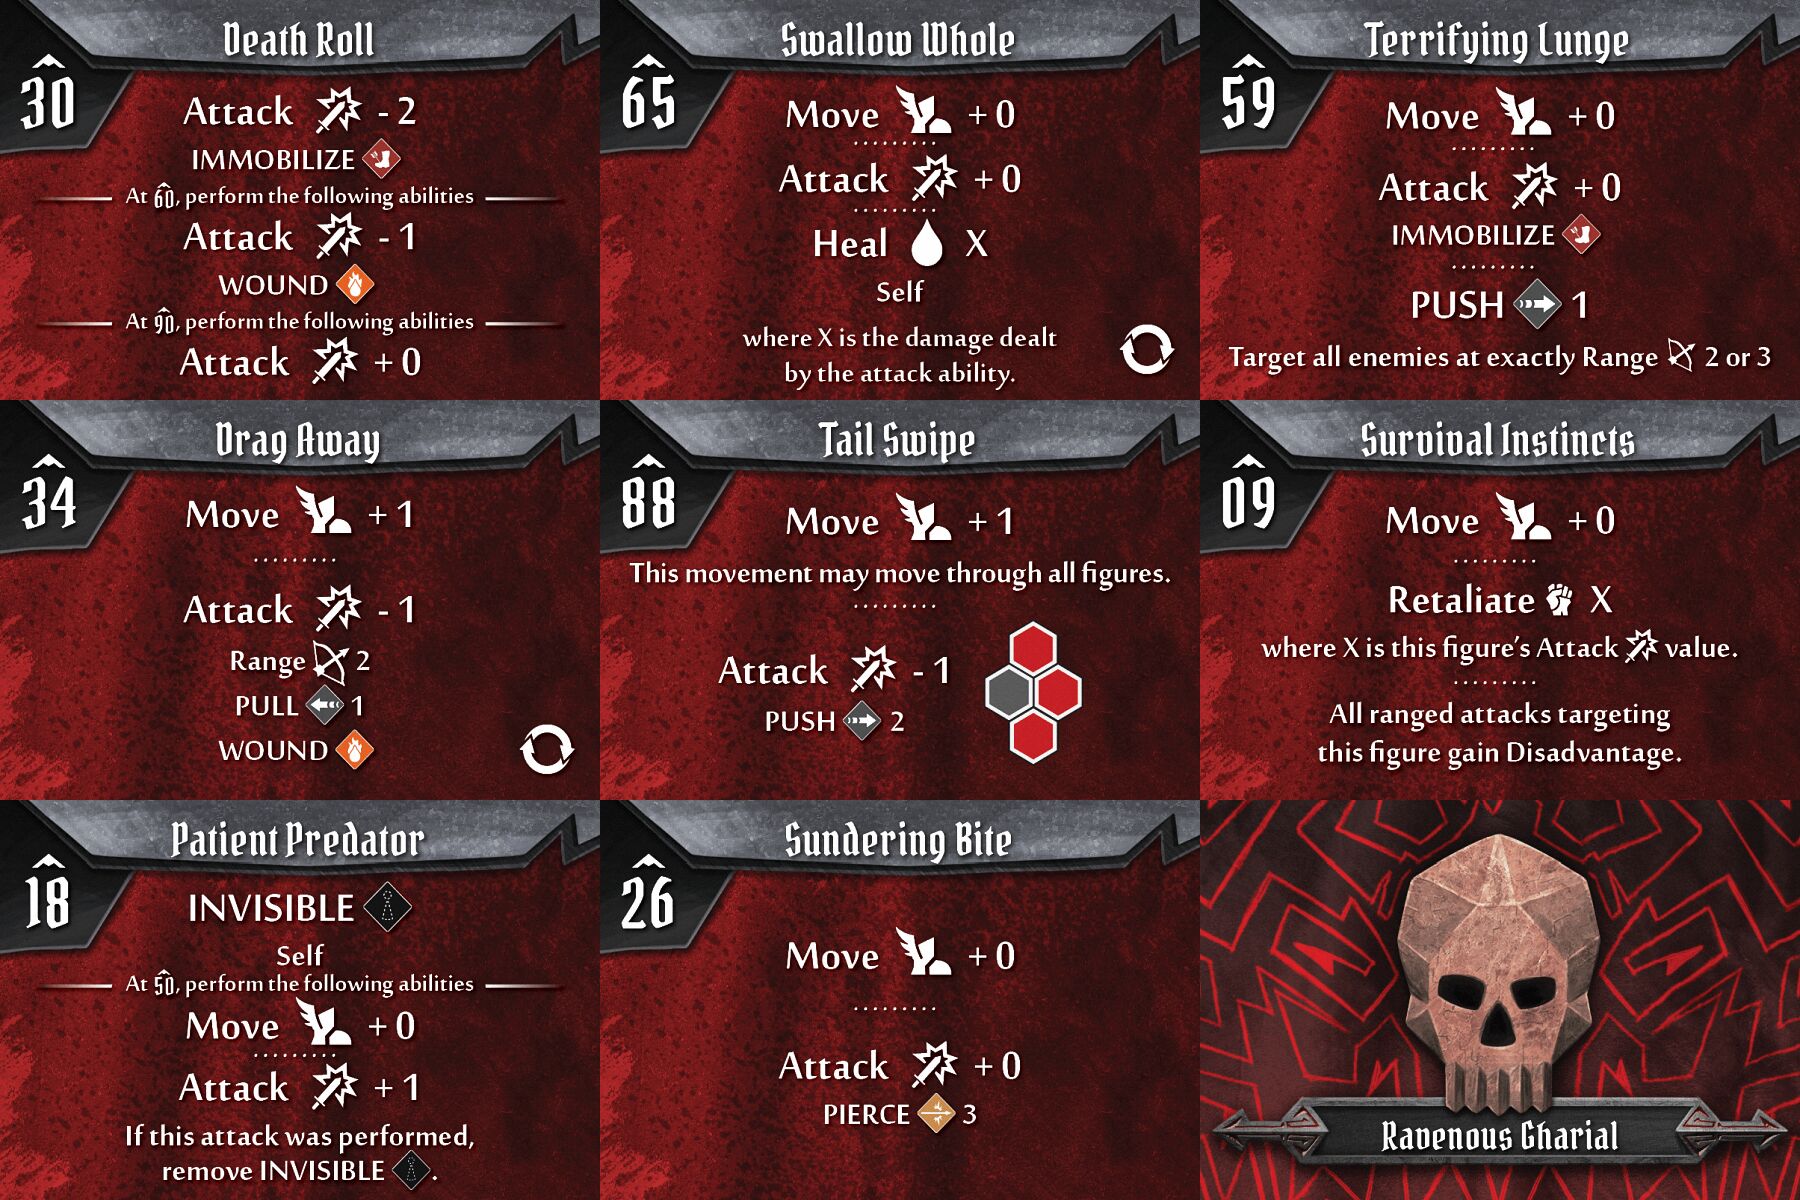 Death Roll
30
Attack - 2
IMMOBILIZE
At 60, perform the following abilities
Attack - 1
WOUND
At 90, perform the following abilities
Attack + 0
Swallow Whole
65
Move + 0
Attack + 0
Heal X
Self
where X is the damage dealt
by the attack ability.
Terrifying Lunge
59
Move + 0
Attack + 0
IMMOBILIZE
PUSH 1
Target all enemies at exactly Range 2 or 3
Drag Away
34
Move + 1
Attack - 1
Range 2
PULL 1
WOUND
Tail Swipe
88
Move + 1
This movement may move through all figures.
Attack - 1
PUSH 2
Survival Instincts
09
Move + 0
Retaliate X
where X is this figure's Attack value.
All ranged attacks targeting
this figure gain Disadvantage.
Patient Predator
18
INVISIBLE
Self
At 50, perform the following abilities
Move + 0
Attack + 1
If this attack was performed,
remove INVISIBLE .
Sundering Bite
26
Move + 0
Attack + 0
PIERCE 3
Ravenous Gharial